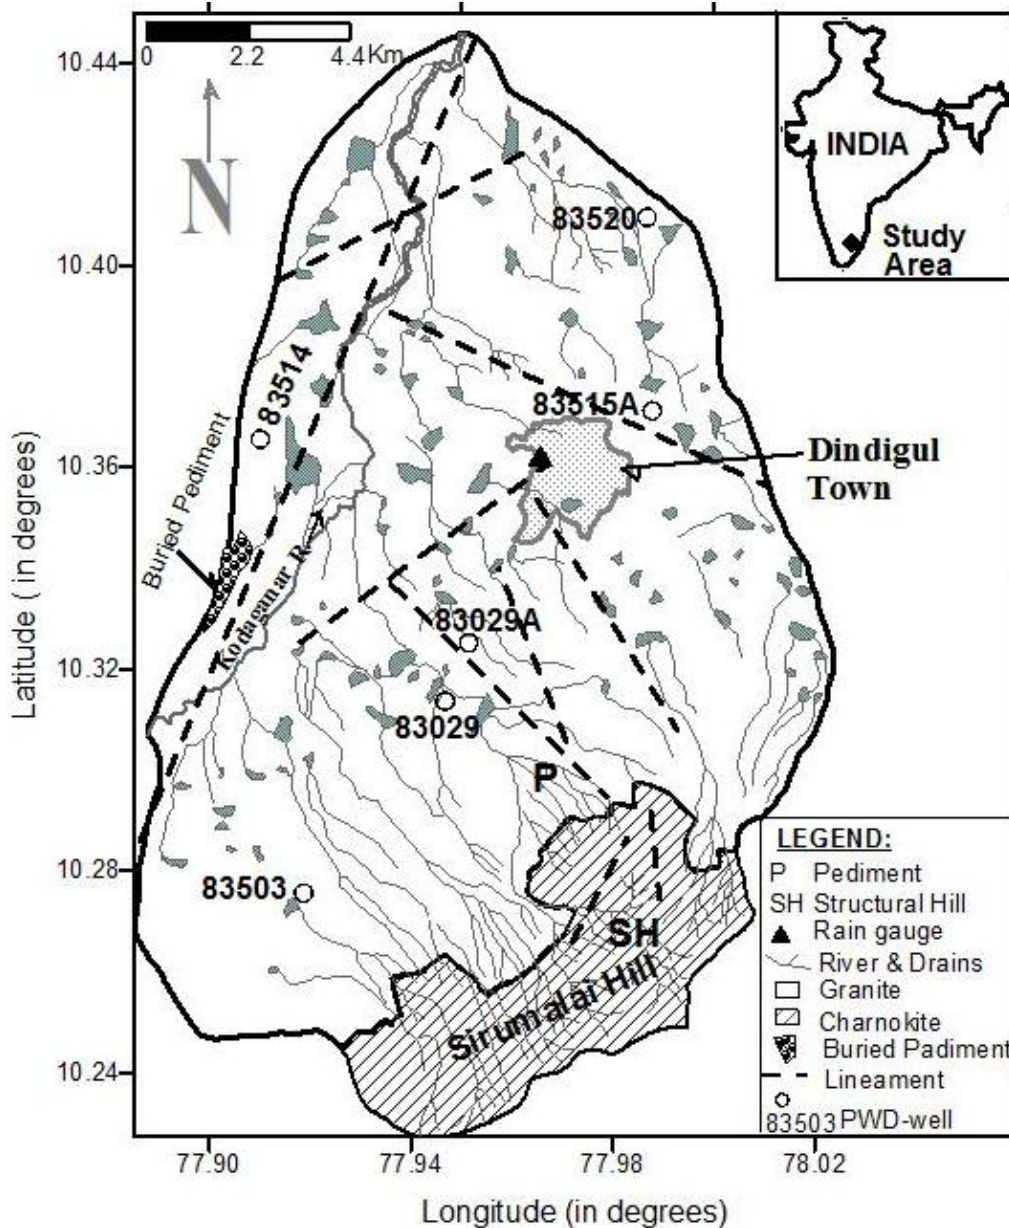 0
2.2
4.4Km
10.44
N
INDIA
Study
Area
83520
10.40
83514
83515A
Dindigul
Town
10.36
Buried Pediment
Kodaganar R.
83029A
10.32
83029
P
83503
10.28
SH
Sirumalai Hill
10.24
LEGEND:
P Pediment
SH Structural Hill
Rain gauge
River & Drains
Granite
Charnokite
Buried Padiment
Lineament
83503 PWD-well
77.90
77.94
77.98
78.02
Latitude ( in degrees)
Longitude (in degrees)